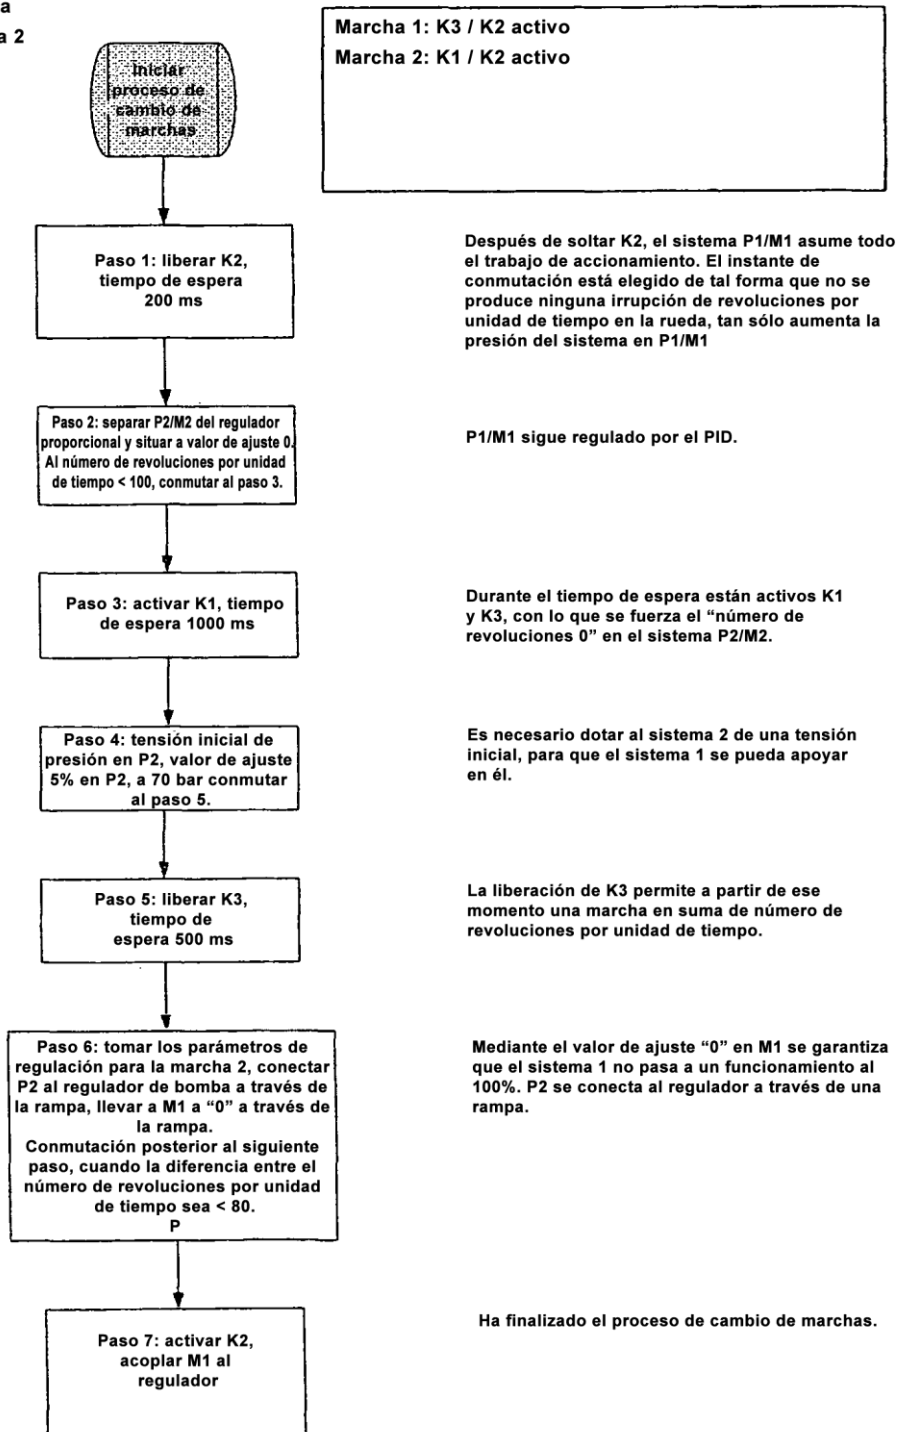 a
a 2
Iniciar
proceso de
cambio de
marchas
Marcha 1: K3 / K2 activo
Marcha 2: K1 / K2 activo
Paso 1: liberar K2,
tiempo de espera
200 ms
Después de soltar K2, el sistema P1/M1 asume todo
el trabajo de accionamiento. El instante de
conmutación está elegido de tal forma que no se
produce ninguna irrupción de revoluciones por
unidad de tiempo en la rueda, tan sólo aumenta la
presión del sistema en P1/M1
Paso 2: separar P2/M2 del regulador
proporcional y situar a valor de ajuste 0.
Al número de revoluciones por unidad
de tiempo < 100, conmutar al paso 3.
P1/M1 sigue regulado por el PID.
Paso 3: activar K1, tiempo
de espera 1000 ms
Durante el tiempo de espera están activos K1
y K3, con lo que se fuerza el “número de
revoluciones 0” en el sistema P2/M2.
Paso 4: tensión inicial de
presión en P2, valor de ajuste
5% en P2, a 70 bar conmutar
al paso 5.
Es necesario dotar al sistema 2 de una tensión
inicial, para que el sistema 1 se pueda apoyar
en él.
Paso 5: liberar K3,
tiempo de
espera 500 ms
La liberación de K3 permite a partir de ese
momento una marcha en suma de número de
revoluciones por unidad de tiempo.
Paso 6: tomar los parámetros de
regulación para la marcha 2, conectar
P2 al regulador de bomba a través de
la rampa, llevar a M1 a “0” a través de
la rampa.
Conmutación posterior al siguiente
paso, cuando la diferencia entre el
número de revoluciones por unidad
de tiempo sea < 80.
P
Mediante el valor de ajuste “0” en M1 se garantiza
que el sistema 1 no pasa a un funcionamiento al
100%. P2 se conecta al regulador a través de una
rampa.
Paso 7: activar K2,
acoplar M1 al
regulador
Ha finalizado el proceso de cambio de marchas.